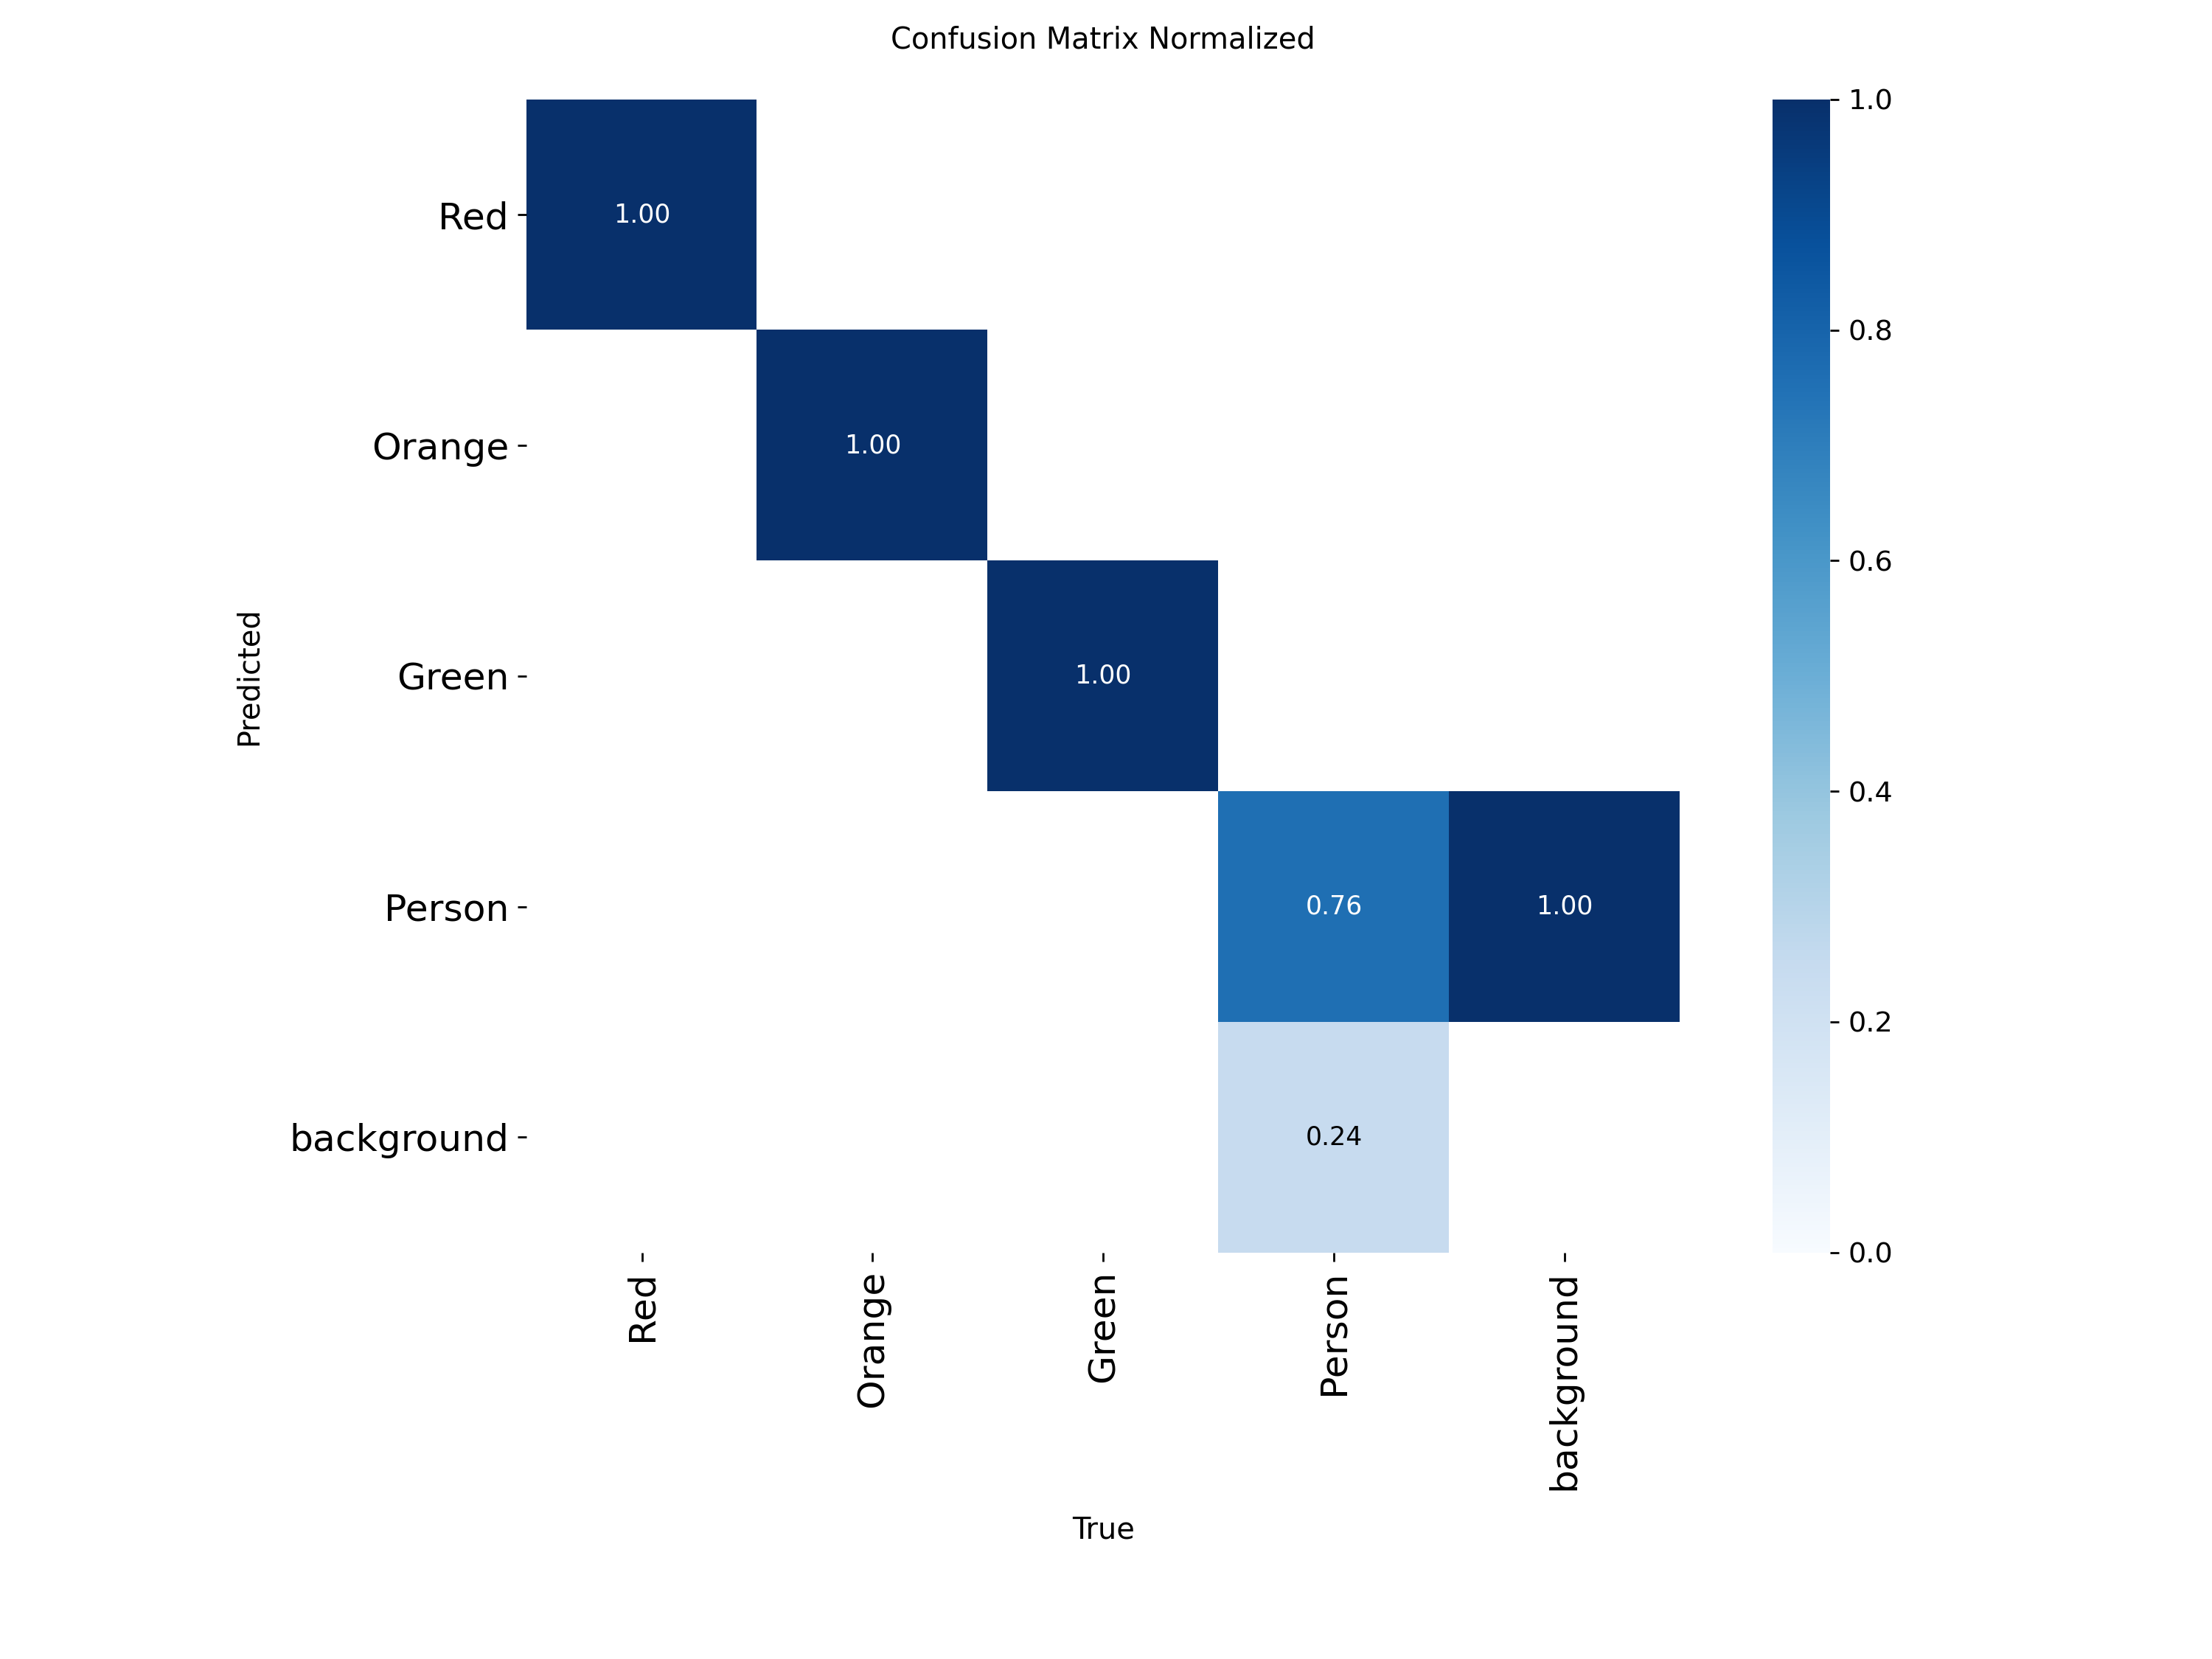 Confusion Matrix Normalized
1.0
Red
1.00
0.8
Orange
1.00
0.6
Green
1.00
Predicted
0.4
Person
0.76
1.00
0.2
background
0.24
0.0
Red
Orange
Green
Person
background
True